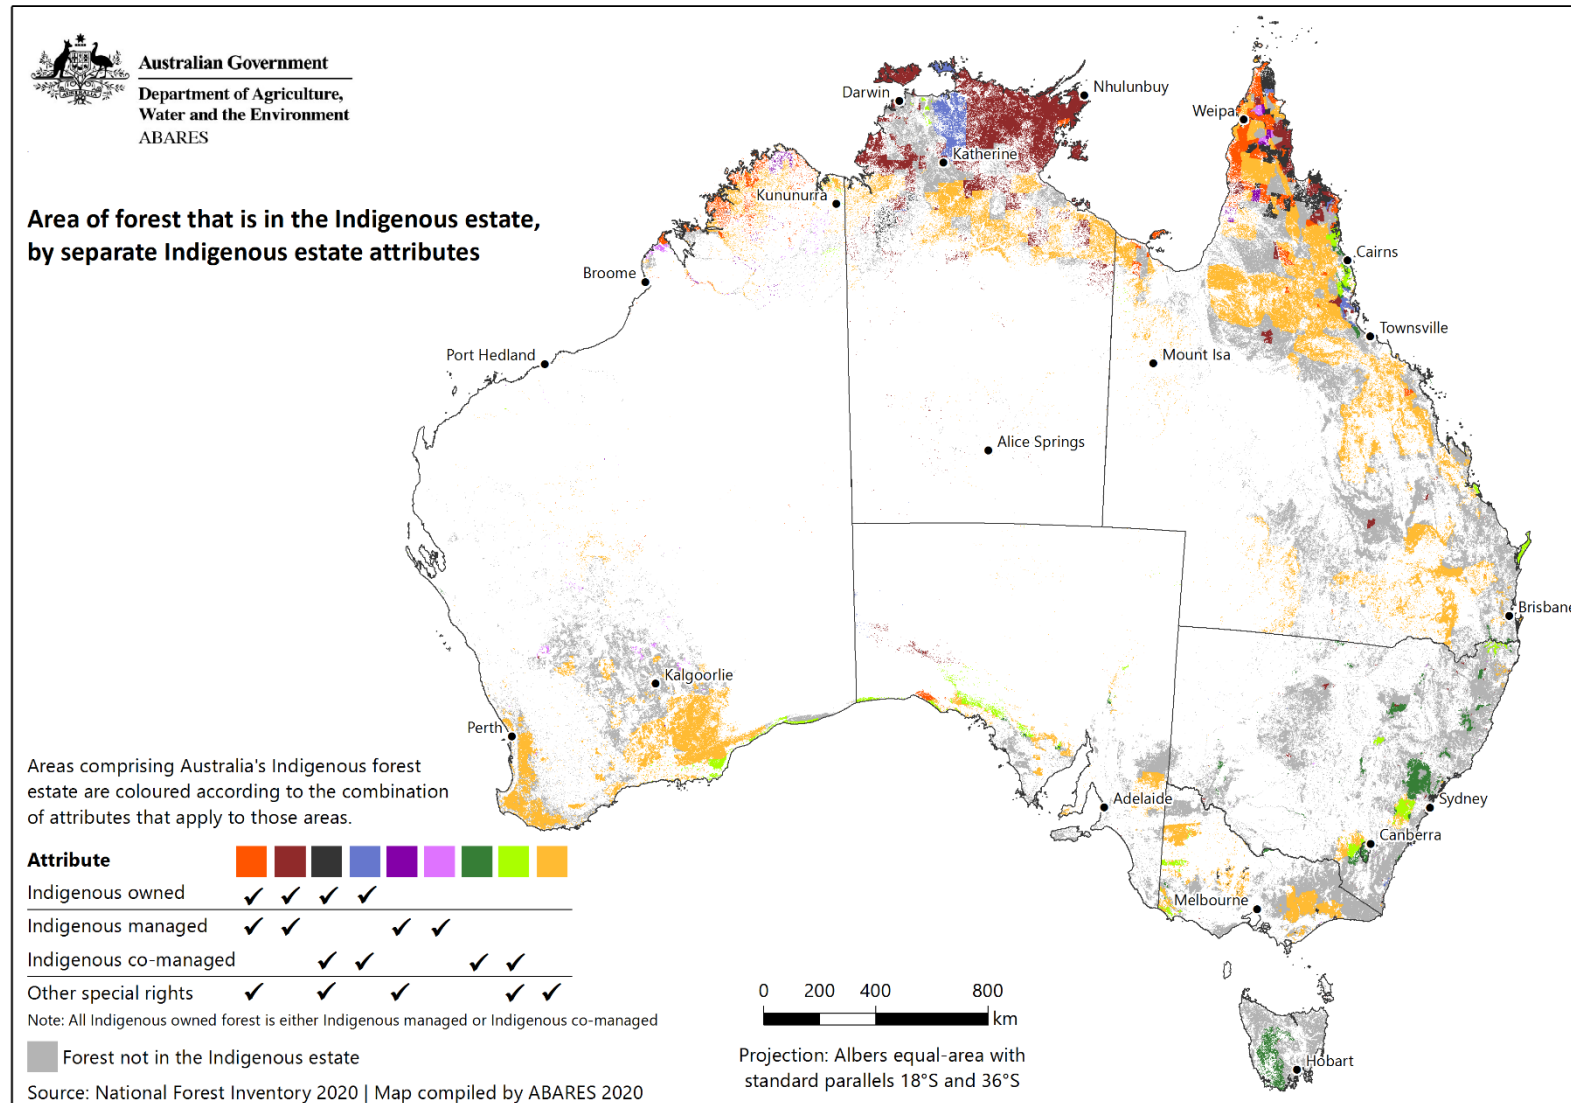 Australian Government
Department of Agriculture,
Water and the Environment
ABARES
Area of forest that is in the Indigenous estate,
by separate Indigenous estate attributes
Darwin
Nhulunbuy
Weipa
Katherine
Kununurra
Broome
Cairns
Townsville
Port Hedland
Mount Isa
Alice Springs
Brisbane
Kalgoorlie
Perth
Adelaide
Sydney
Canberra
Melbourne
Hobart
Areas comprising Australia's Indigenous forest
estate are coloured according to the combination
of attributes that apply to those areas.
Attribute
Indigenous owned ✓ ✓ ✓ ✓
Indigenous managed ✓ ✓ ✓ ✓
Indigenous co-managed ✓ ✓ ✓ ✓
Other special rights ✓ ✓ ✓ ✓ ✓
Note: All Indigenous owned forest is either Indigenous managed or Indigenous co-managed
Forest not in the Indigenous estate
Source: National Forest Inventory 2020 | Map compiled by ABARES 2020
0 200 400 800
km
Projection: Albers equal-area with
standard parallels 18°S and 36°S